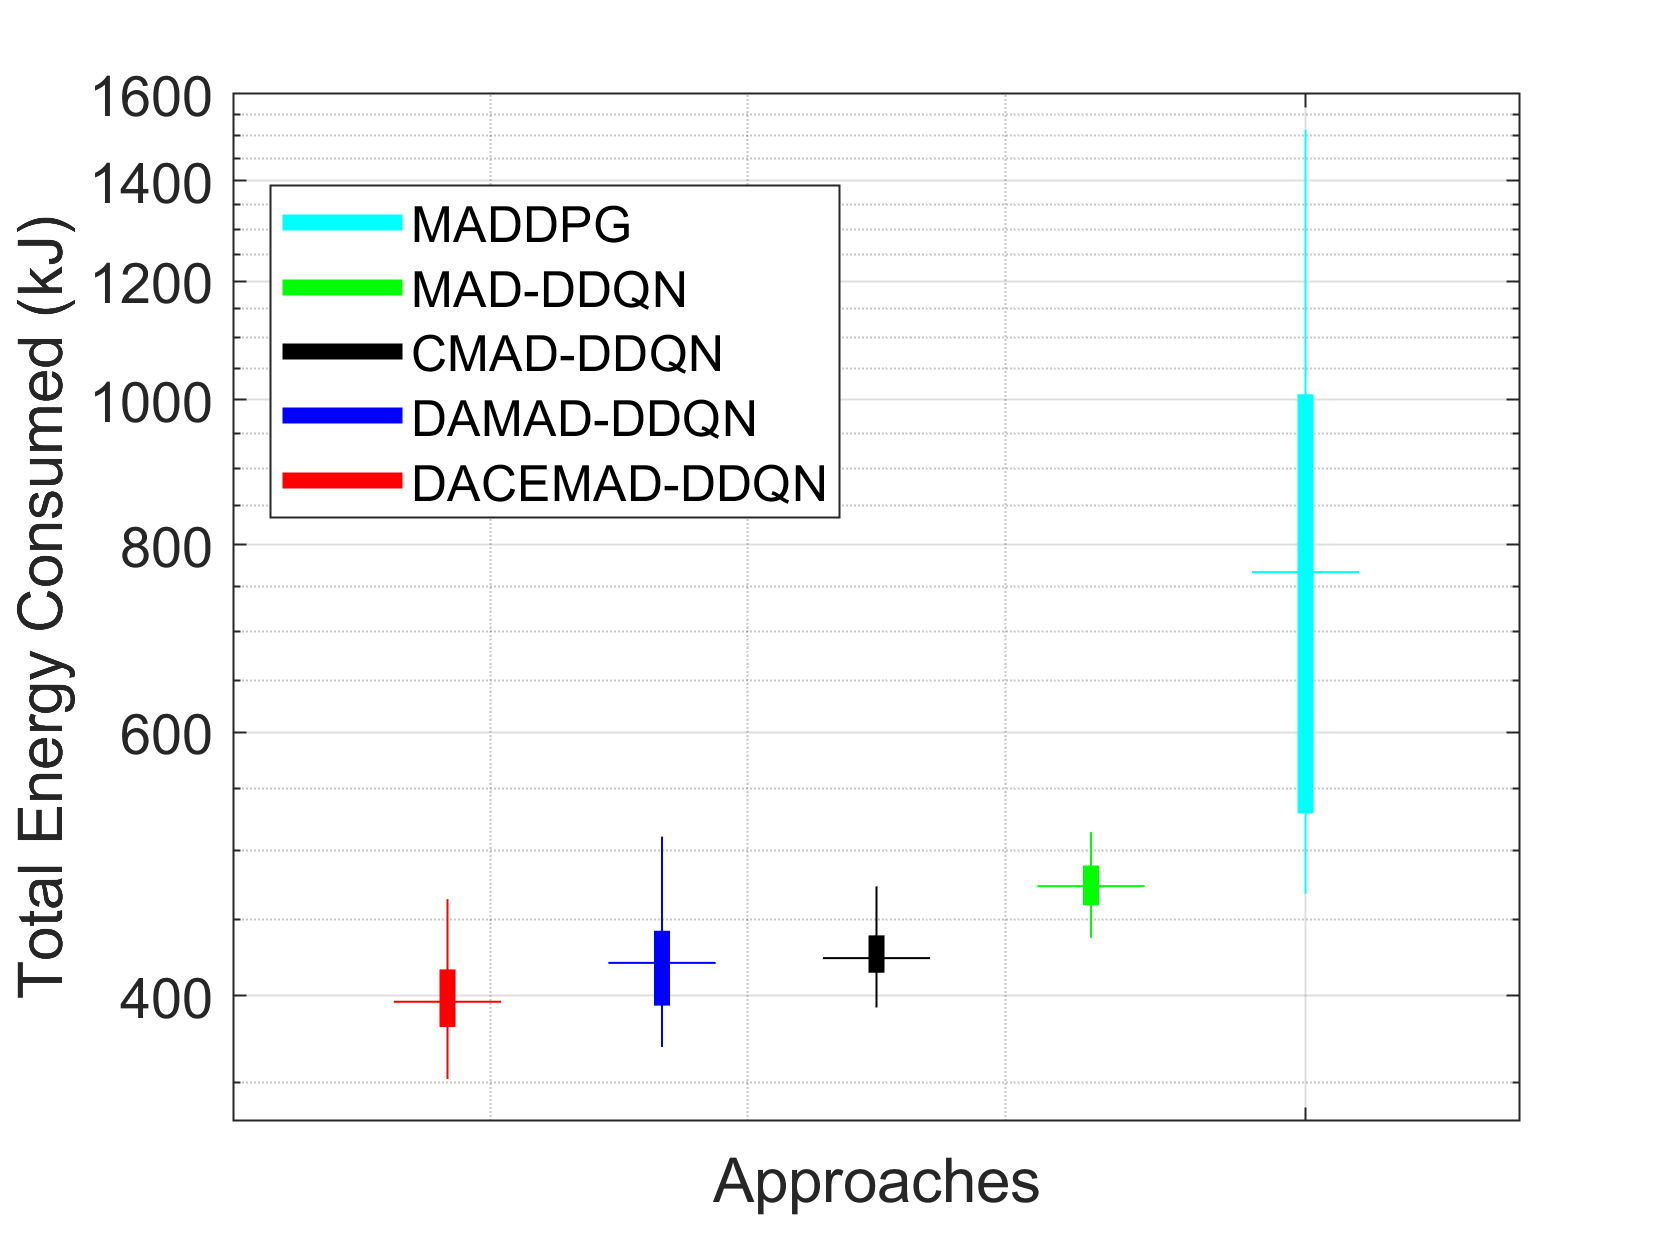 1600
1400
1200
1000
800
600
400
Total Energy Consumed (kJ)
MADDPG
MAD-DDQN
CMAD-DDQN
DAMAD-DDQN
DACEMAD-DDQN
Approaches